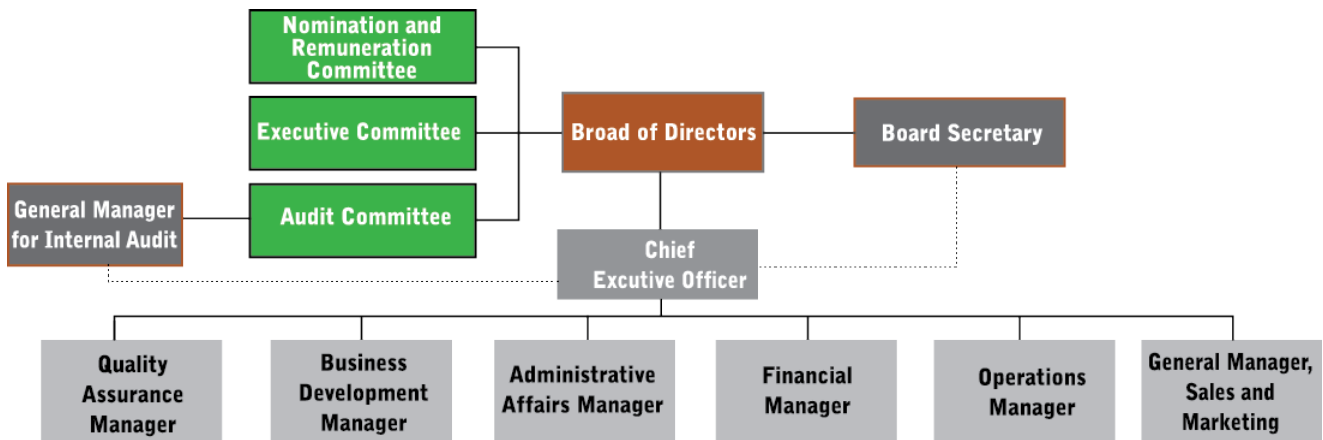 Nomination and
Remuneration
Committee
Executive Committee
Broad of Directors
Board Secretary
General Manager
for Internal Audit
Audit Committee
Chief
Excutive Officer
Quality
Assurance
Manager
Business
Development
Manager
Administrative
Affairs Manager
Financial
Manager
Operations
Manager
General Manager,
Sales and
Marketing